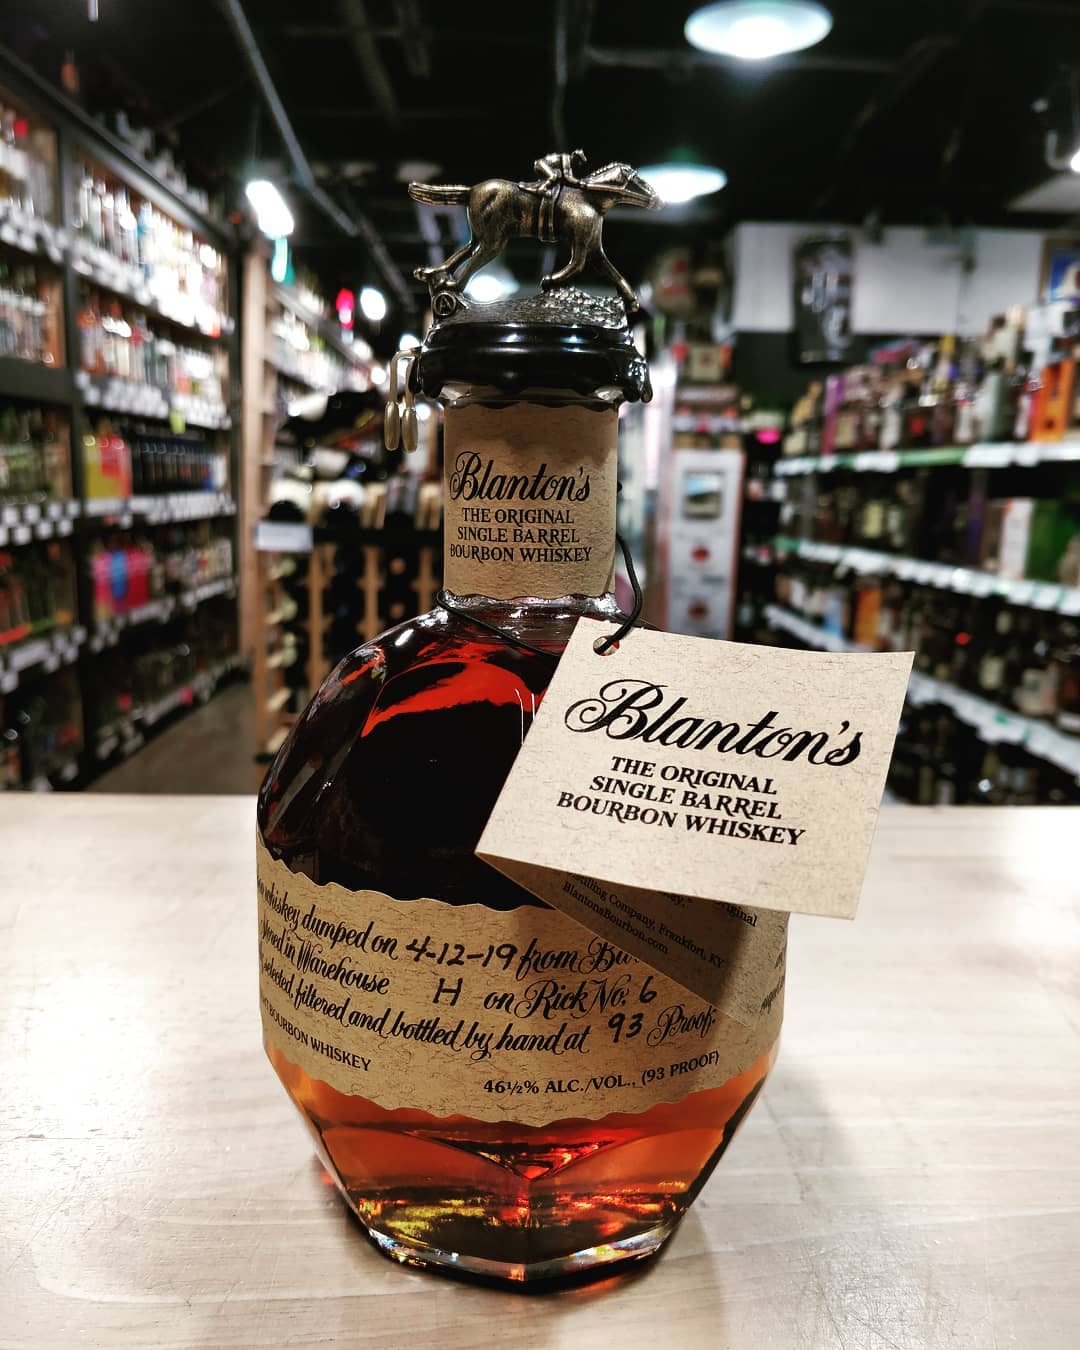 A
Blanton's
THE ORIGINAL
SINGLE BARREL
BOURBON WHISKEY
Blanton's
THE ORIGINAL
SINGLE BARREL
BOURBON WHISKEY
Company, Frankfort, KY
BlantonsBourbon.com
whiskey dumped on 4-12-19 from
stored in Warehouse H on Rick No. 6
selected, filtered and bottled by hand at 93 Proof.
BOURBON WHISKEY
46½% ALC./VOL., (93 PROOF)